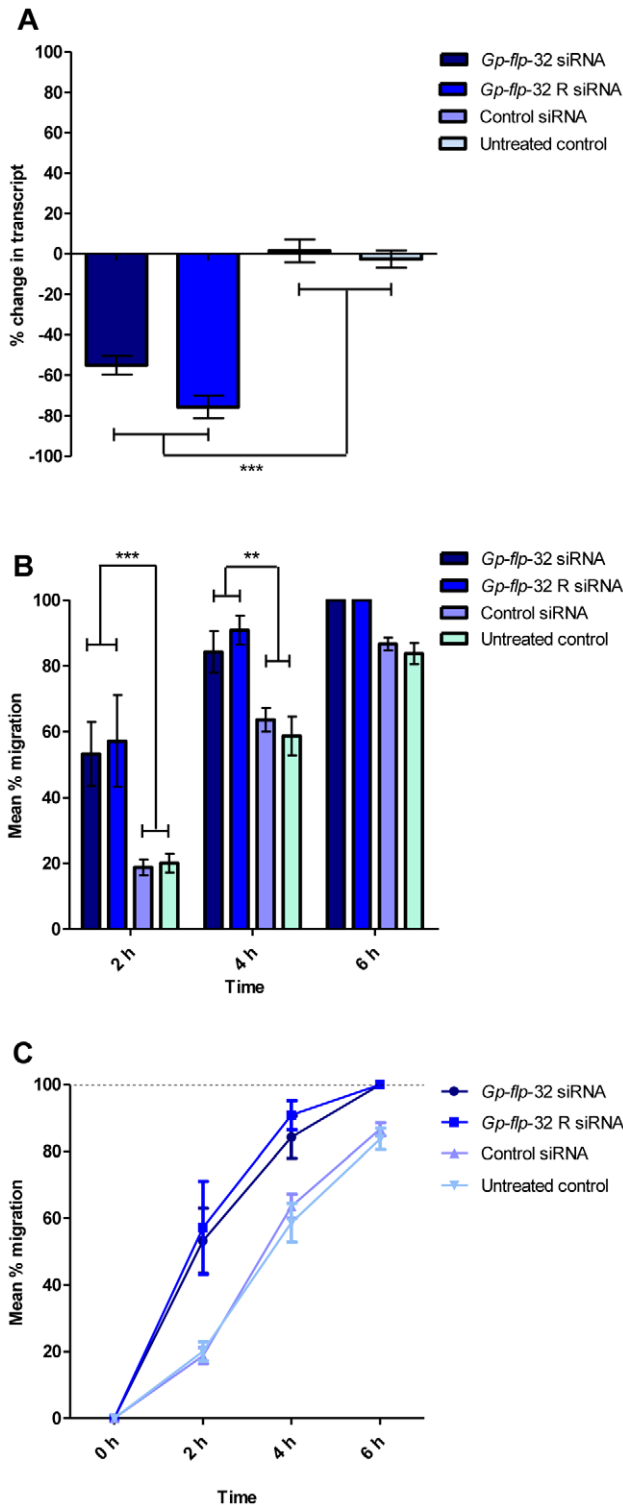 A
% change in transcript
100
80
60
40
20
0
-20
-40
-60
-80
-100
***
Gp-flp-32 siRNA
Gp-flp-32 R siRNA
Control siRNA
Untreated control
B
Mean % migration
100
80
60
40
20
0
***
**
2 h
4 h
6 h
Time
Gp-flp-32 siRNA
Gp-flp-32 R siRNA
Control siRNA
Untreated control
C
Mean % migration
100
80
60
40
20
0
0 h
2 h
4 h
6 h
Time
Gp-flp-32 siRNA
Gp-flp-32 R siRNA
Control siRNA
Untreated control